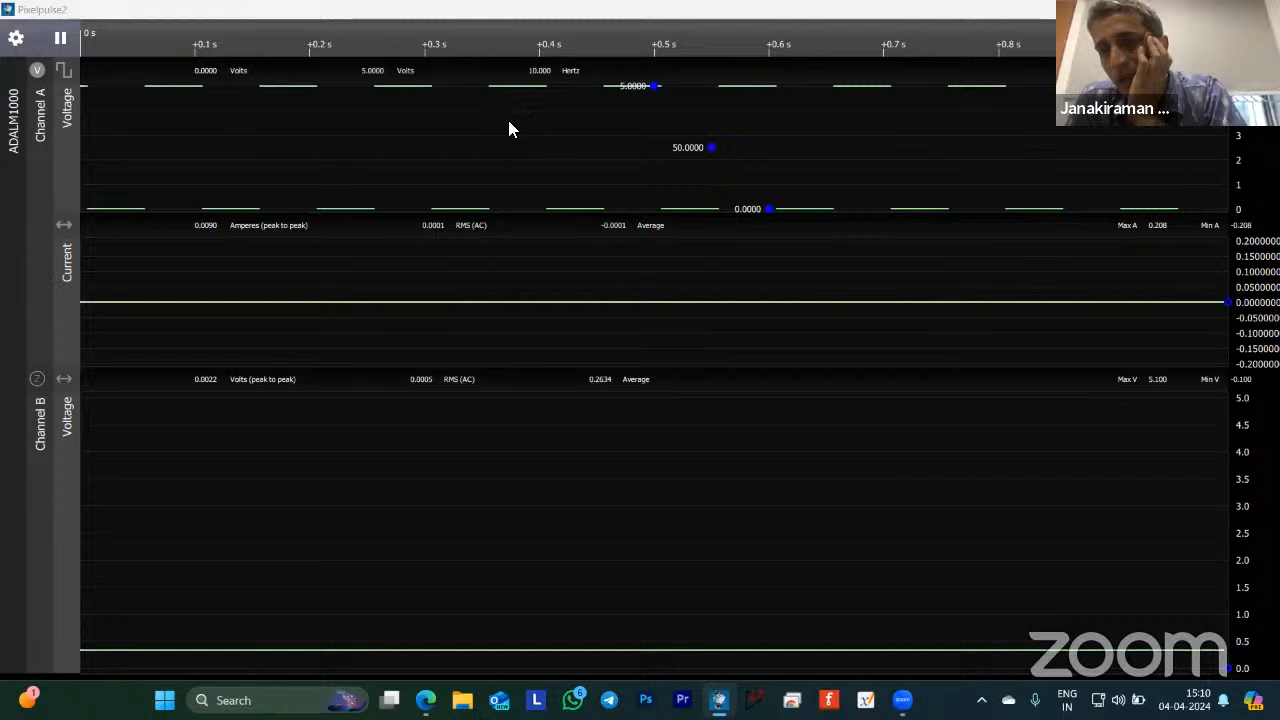 Pixelpulse2
0 s
+0.1 s +0.2 s +0.3 s +0.4 s +0.5 s +0.6 s +0.7 s +0.8 s
ADALM1000
Channel A
V
Voltage
0.0000 Volts 5.0000 Volts 10.000 Hertz
5.0000
50.0000
0.0000
3
2
1
0
Janakiraman ...
Current
0.0090 Amperes (peak to peak) 0.0001 RMS (AC) -0.0001 Average Max A 0.208 Min A -0.208
0.2000000
0.1500000
0.1000000
0.0500000
0.0000000
-0.050000
-0.100000
-0.150000
-0.200000
Channel B
Z
Voltage
0.0022 Volts (peak to peak) 0.0005 RMS (AC) 0.2634 Average Max V 5.100 Min V -0.100
5.0
4.5
4.0
3.5
3.0
2.5
2.0
1.5
1.0
0.5
0.0
zoom
1
Search
L
6
Ps
Pr
f
ENG
IN
15:10
04-04-2024
PRE